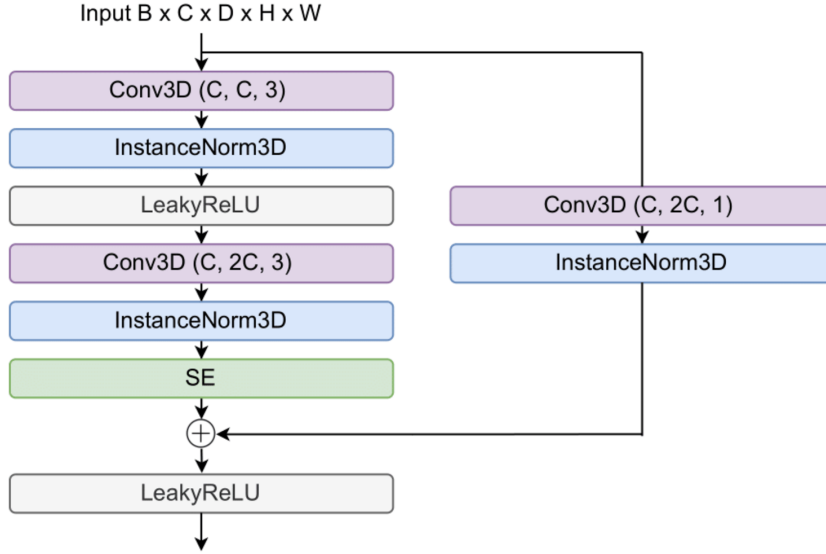 Input B x C x D x H x W
Conv3D (C, C, 3)
InstanceNorm3D
LeakyReLU
Conv3D (C, 2C, 3)
InstanceNorm3D
SE
LeakyReLU
Conv3D (C, 2C, 1)
InstanceNorm3D